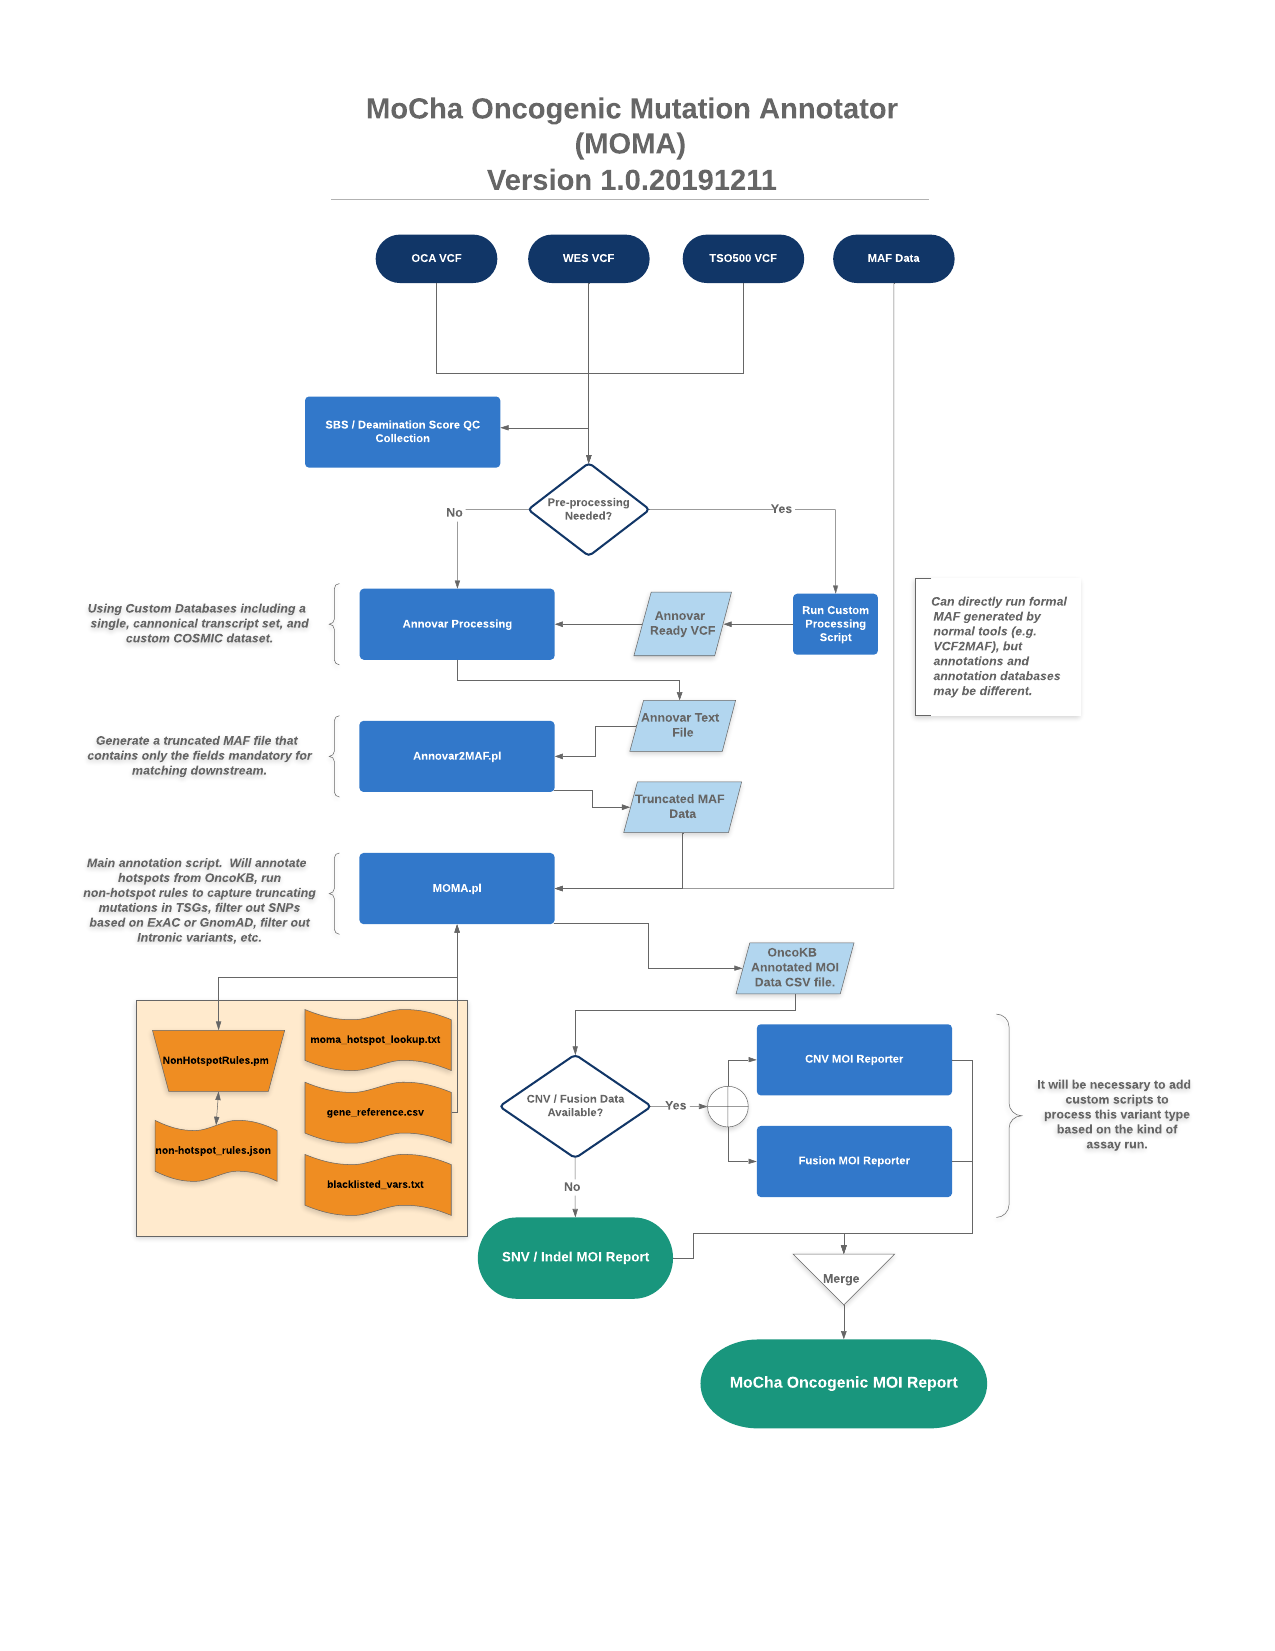 MoCha Oncogenic Mutation Annotator
(MOMA)
Version 1.0.20191211
OCA VCF
WES VCF
TSO500 VCF
MAF Data
SBS / Deamination Score QC
Collection
Pre-processing
Needed?
No
Yes
Using Custom Databases including a
single, cannonical transcript set, and
custom COSMIC dataset.
Annovar Processing
Annovar
Ready VCF
Run Custom
Processing
Script
Can directly run formal
MAF generated by
normal tools (e.g.
VCF2MAF), but
annotations and
annotation databases
may be different.
Generate a truncated MAF file that
contains only the fields mandatory for
matching downstream.
Annovar2MAF.pl
Annovar Text
File
Truncated MAF
Data
Main annotation script.  Will annotate
hotspots from OncoKB, run
non-hotspot rules to capture truncating
mutations in TSGs, filter out SNPs
based on ExAC or GnomAD, filter out
Intronic variants, etc.
MOMA.pl
OncoKB
Annotated MOI
Data CSV file.
NonHotspotRules.pm
non-hotspot_rules.json
moma_hotspot_lookup.txt
gene_reference.csv
blacklisted_vars.txt
CNV / Fusion Data
Available?
Yes
No
CNV MOI Reporter
Fusion MOI Reporter
It will be necessary to add
custom scripts to
process this variant type
based on the kind of
assay run.
SNV / Indel MOI Report
Merge
MoCha Oncogenic MOI Report